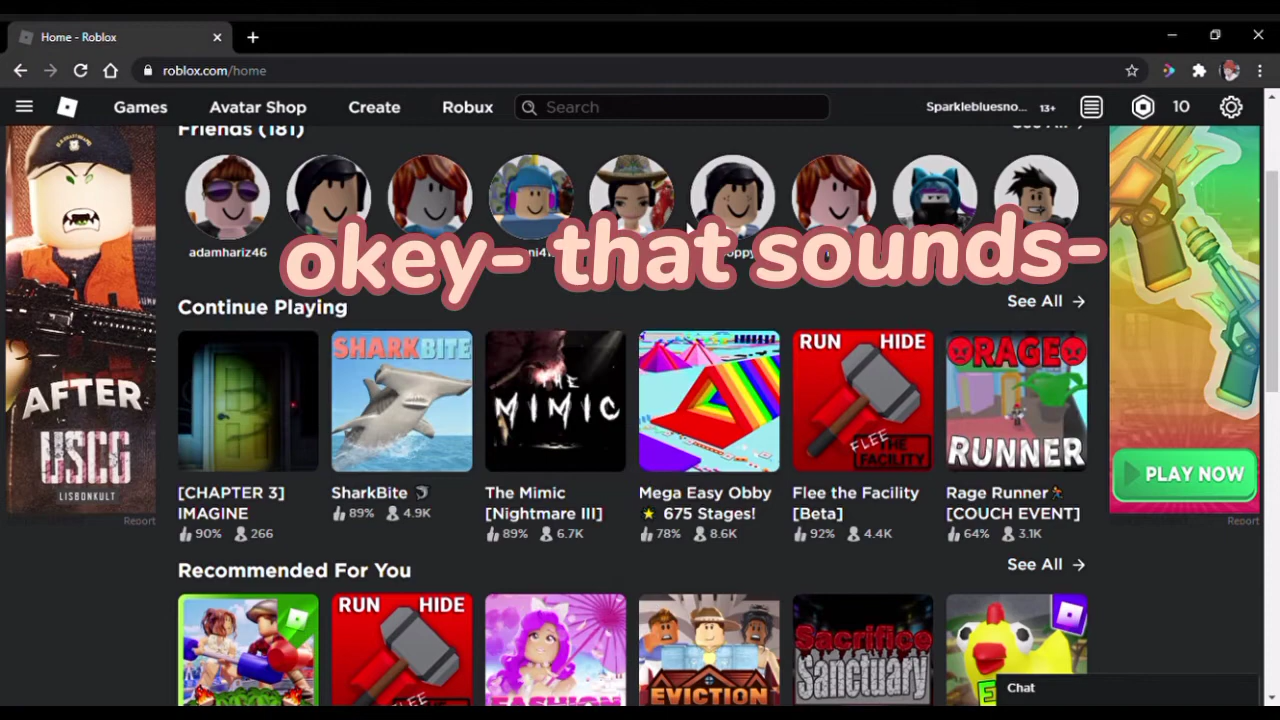 Home - Roblox
roblox.com/home
Games
Avatar Shop
Create
Robux
Search
Sparklebluesno...
13+
10
Friends (181)
See All →
adamhariz46
okey- that sounds-
Continue Playing
See All →
AFTER
USCG
LISBONKULT
Report
SHARKBITE
THE
MIMIC
RUN HIDE
FLEE
THE
FACILITY
RAGE
RUNNER
PLAY NOW
Report
[CHAPTER 3]
IMAGINE
90% 266
SharkBite
89% 4.9K
The Mimic
[Nightmare III]
89% 6.7K
Mega Easy Obby
675 Stages!
78% 8.6K
Flee the Facility
[Beta]
92% 4.4K
Rage Runner
[COUCH EVENT]
64% 3.1K
Recommended For You
See All →
RUN HIDE
FLEE
FASHION
EVICTION
Sacrifice
Sanctuary
Chat